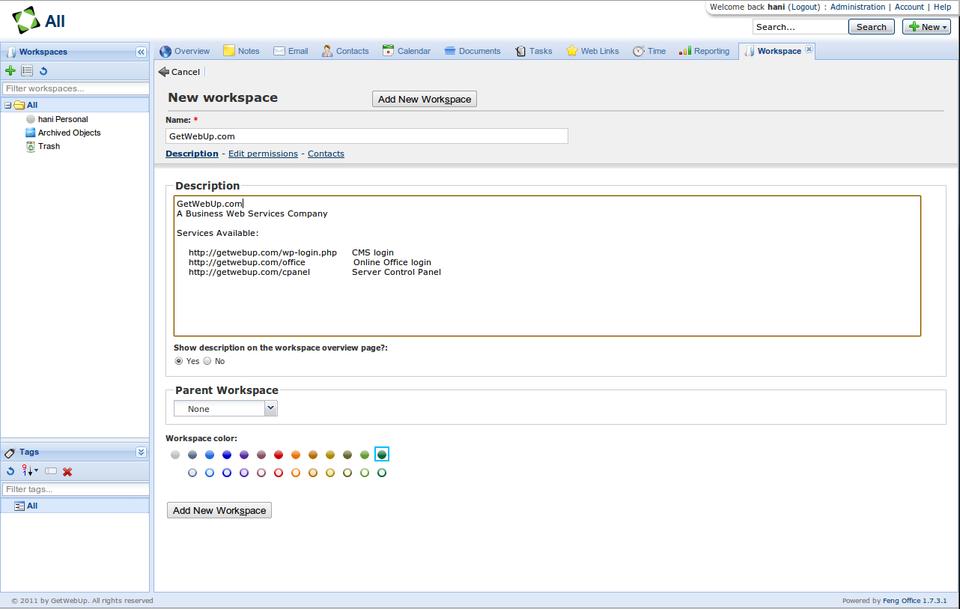 Welcome back hani (Logout) : Administration | Account | Help
All
Search...
Search
New
Workspaces
Overview
Notes
Email
Contacts
Calendar
Documents
Tasks
Web Links
Time
Reporting
Workspace
Cancel
Filter workspaces...
All
hani Personal
Archived Objects
Trash
New workspace
Add New Workspace
Name: *
GetWebUp.com
Description - Edit permissions - Contacts
Description
GetWebUp.com
A Business Web Services Company
Services Available:
http://getwebup.com/wp-login.php CMS login
http://getwebup.com/office Online Office login
http://getwebup.com/cpanel Server Control Panel
Show description on the workspace overview page?:
Yes No
Parent Workspace
None
Workspace color:
Add New Workspace
Tags
Filter tags...
All
© 2011 by GetWebUp. All rights reserved
Powered by Feng Office 1.7.3.1